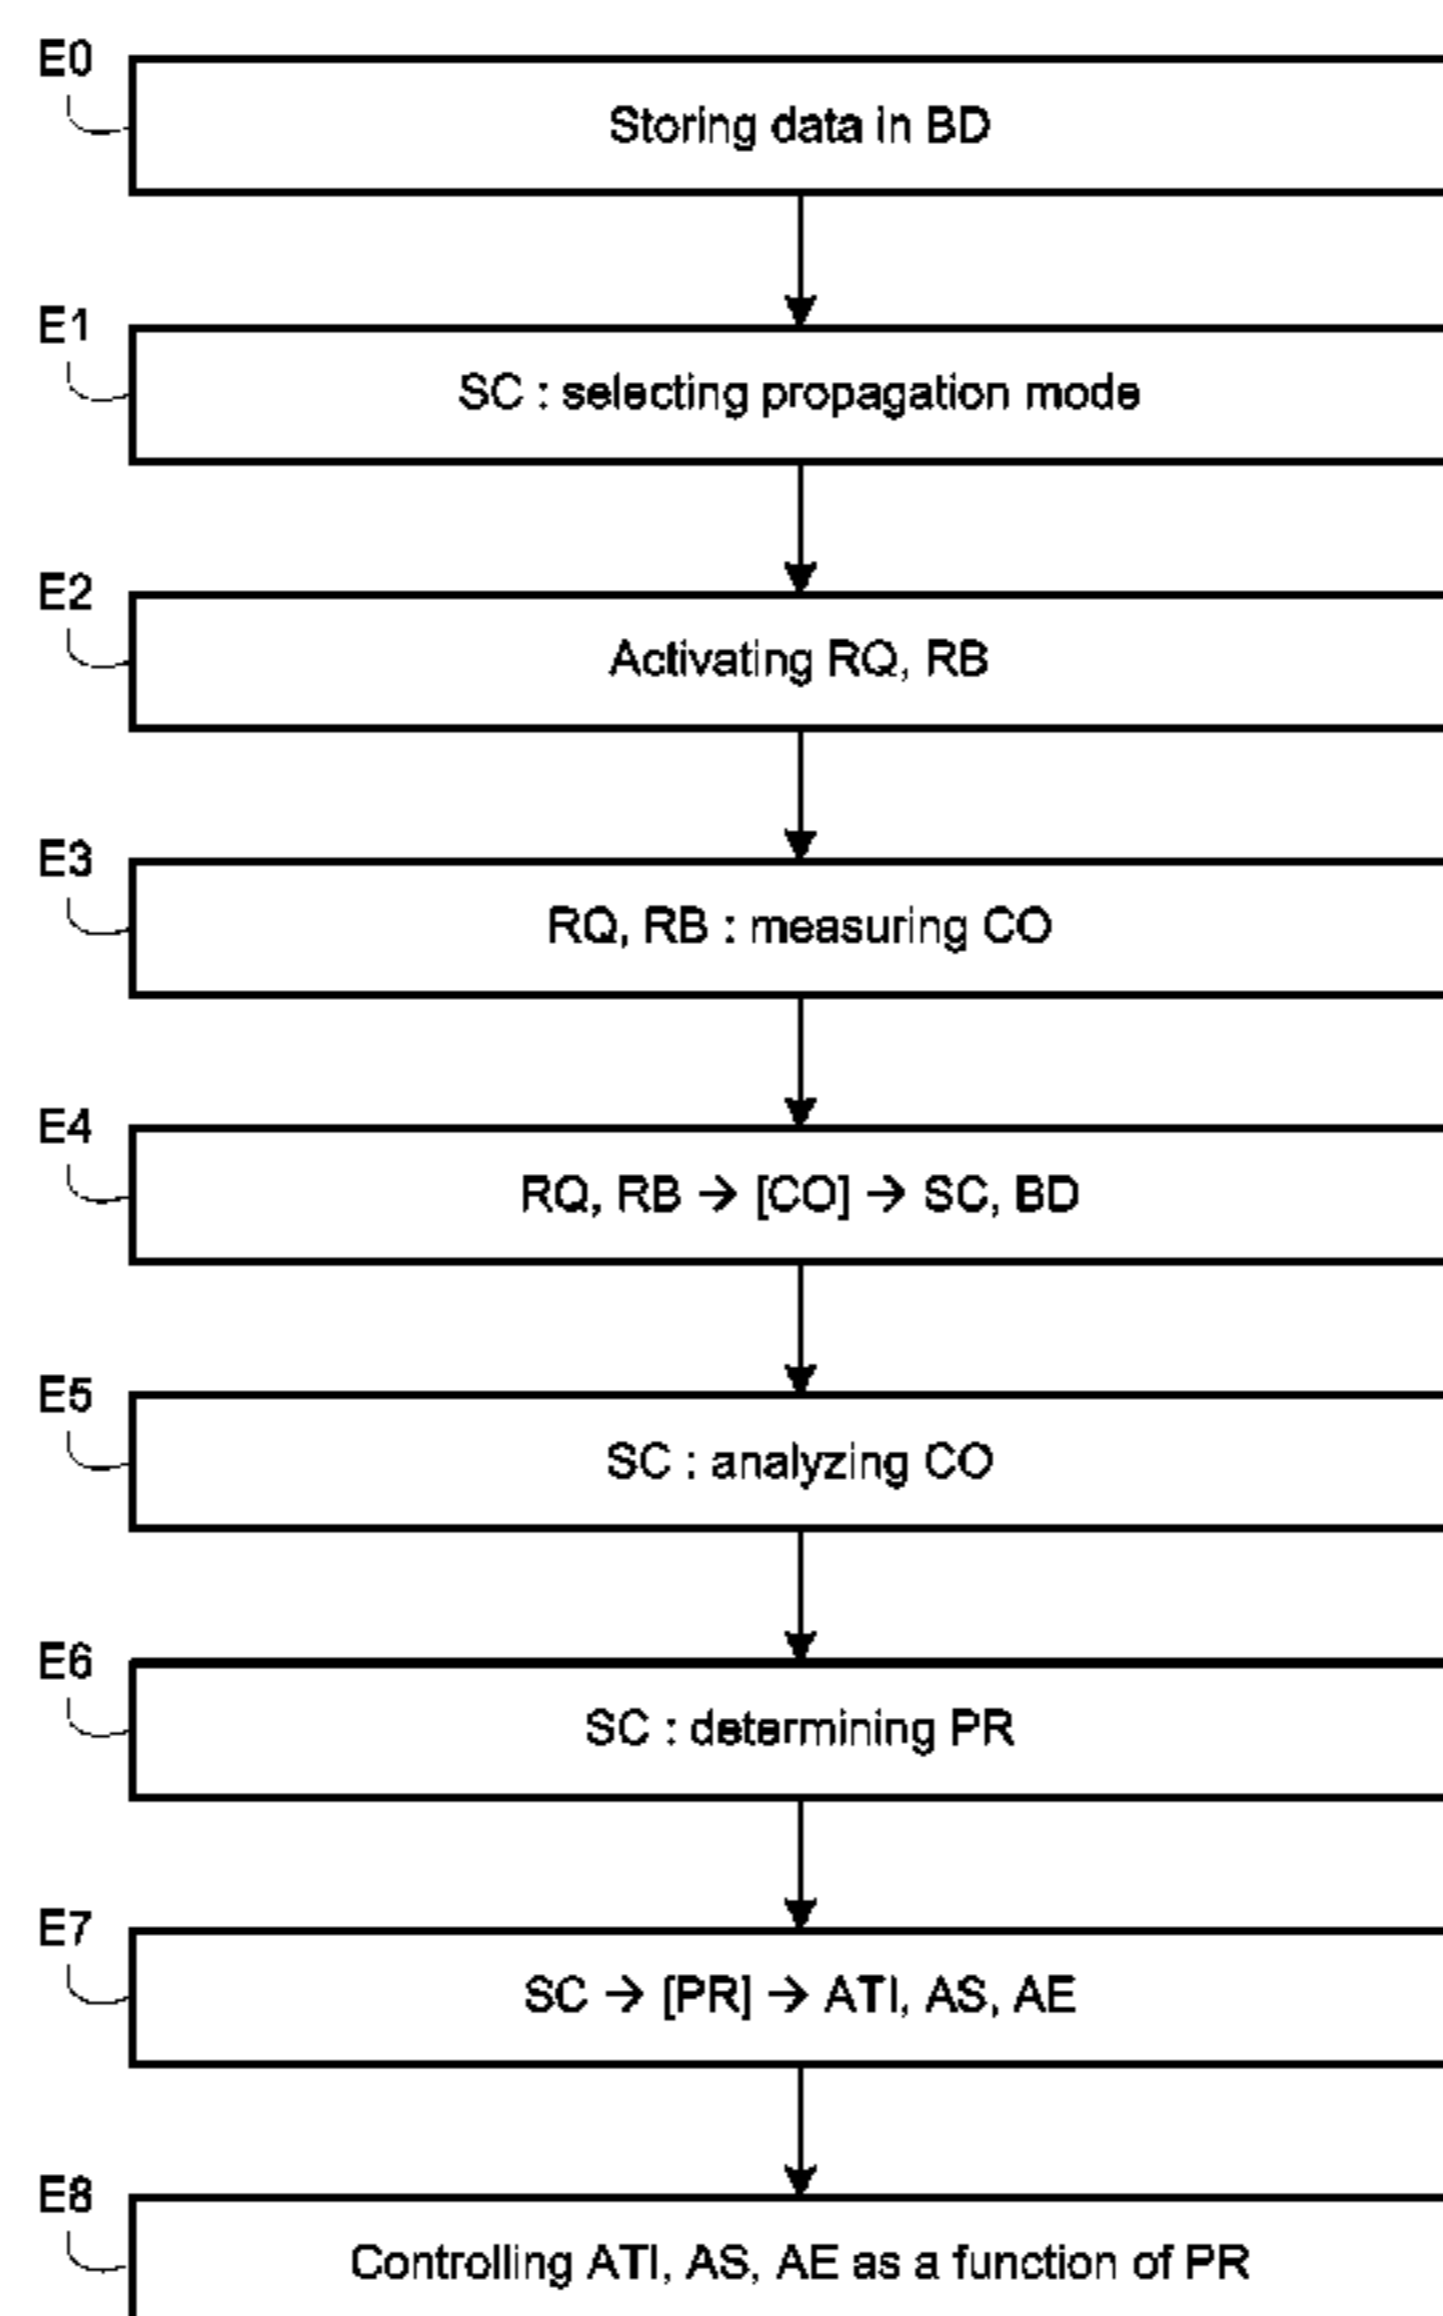 E0
Storing data in BD
E1
SC : selecting propagation mode
E2
Activating RQ, RB
E3
RQ, RB : measuring CO
E4
RQ, RB → [CO] → SC, BD
E5
SC : analyzing CO
E6
SC : determining PR
E7
SC → [PR] → ATI, AS, AE
E8
Controlling ATI, AS, AE as a function of PR